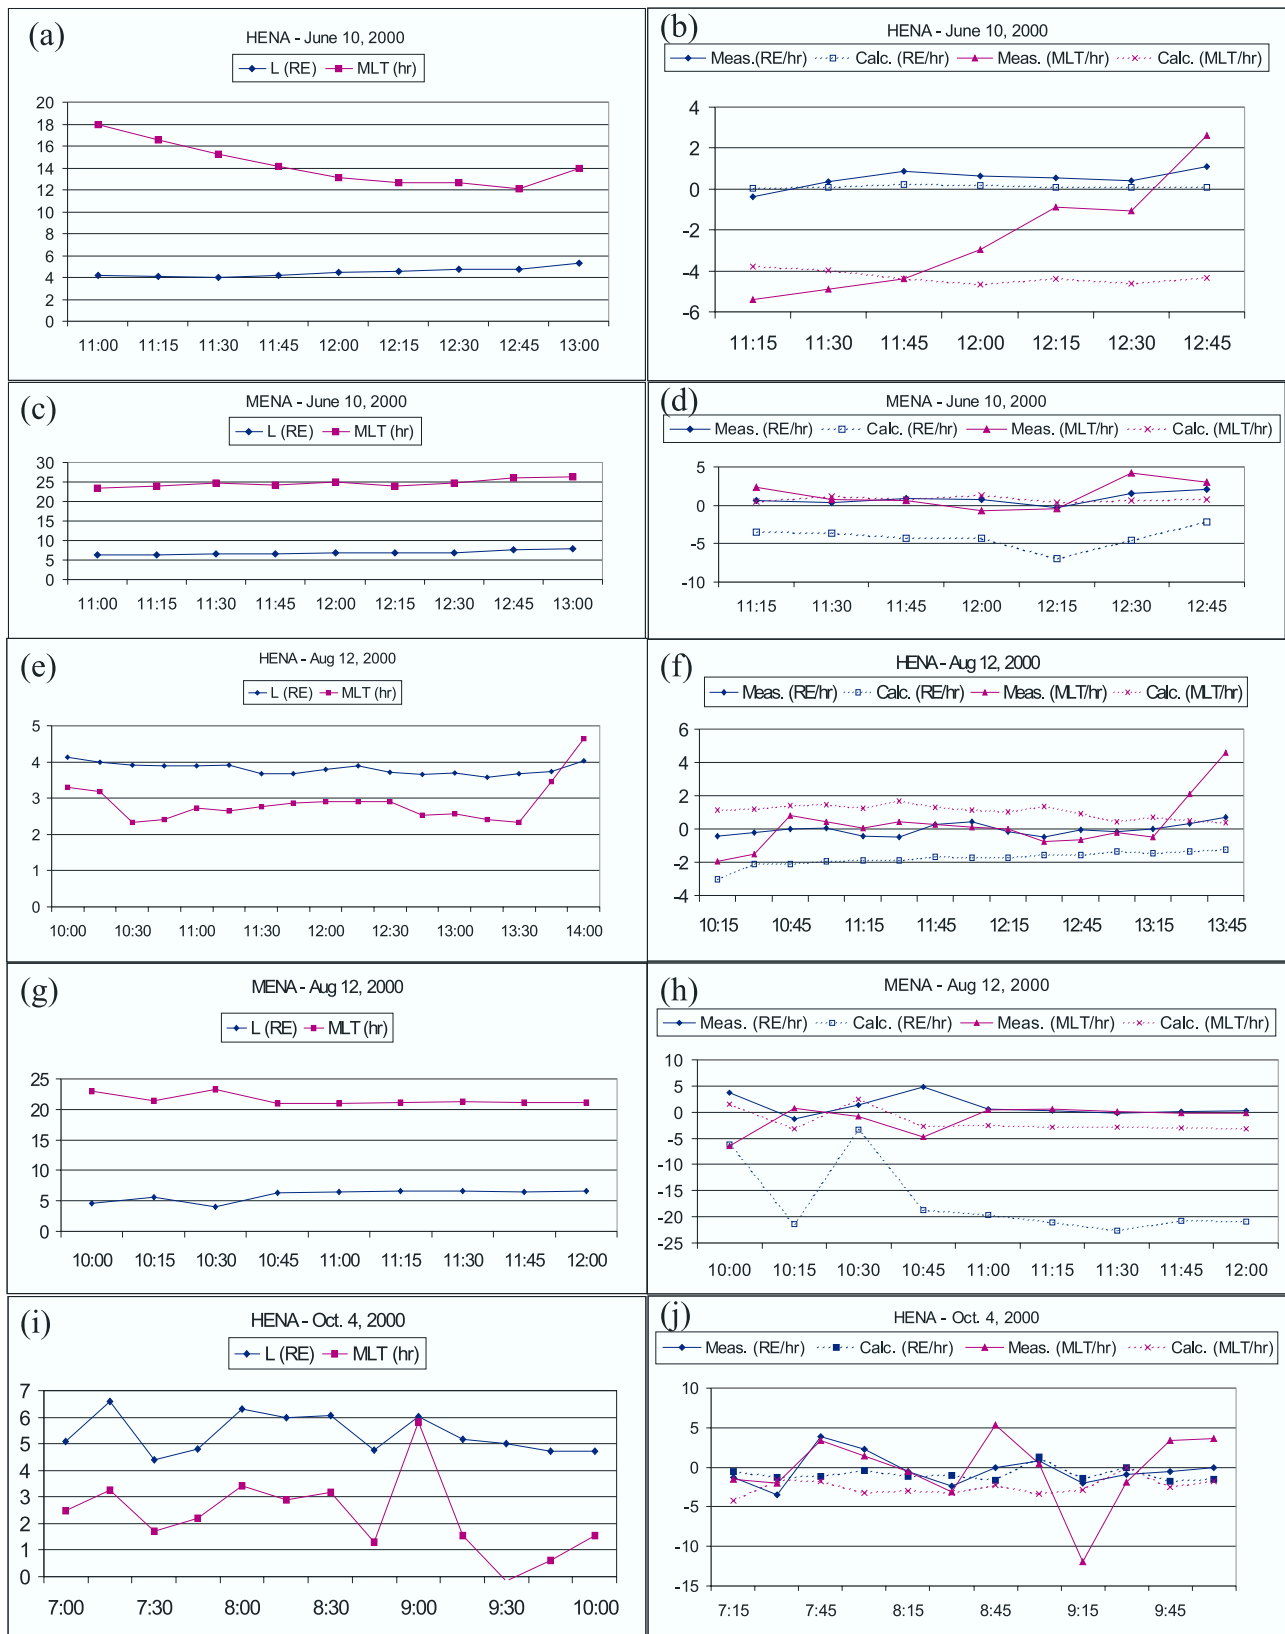 (a)
HENA - June 10, 2000
L (RE) MLT (hr)
20
18
16
14
12
10
8
6
4
2
0
11:00 11:15 11:30 11:45 12:00 12:15 12:30 12:45 13:00
(b)
HENA - June 10, 2000
Meas.(RE/hr) Calc. (RE/hr) Meas. (MLT/hr) Calc. (MLT/hr)
4
2
0
-2
-4
-6
11:15 11:30 11:45 12:00 12:15 12:30 12:45
(c)
MENA - June 10, 2000
L (RE) MLT (hr)
30
25
20
15
10
5
0
11:00 11:15 11:30 11:45 12:00 12:15 12:30 12:45 13:00
(d)
MENA - June 10, 2000
Meas. (RE/hr) Calc. (RE/hr) Meas. (MLT/hr) Calc. (MLT/hr)
5
0
-5
-10
11:15 11:30 11:45 12:00 12:15 12:30 12:45
(e)
HENA - Aug 12, 2000
L (RE) MLT (hr)
5
4
3
2
1
0
10:00 10:30 11:00 11:30 12:00 12:30 13:00 13:30 14:00
(f)
HENA - Aug 12, 2000
Meas. (RE/hr) Calc. (RE/hr) Meas. (MLT/hr) Calc. (MLT/hr)
6
4
2
0
-2
-4
10:15 10:45 11:15 11:45 12:15 12:45 13:15 13:45
(g)
MENA - Aug 12, 2000
L (RE) MLT (hr)
25
20
15
10
5
0
10:00 10:15 10:30 10:45 11:00 11:15 11:30 11:45 12:00
(h)
MENA - Aug 12, 2000
Meas. (RE/hr) Calc. (RE/hr) Meas. (MLT/hr) Calc. (MLT/hr)
10
5
0
-5
-10
-15
-20
-25
10:00 10:15 10:30 10:45 11:00 11:15 11:30 11:45 12:00
(i)
HENA - Oct. 4, 2000
L (RE) MLT (hr)
7
6
5
4
3
2
1
0
7:00 7:30 8:00 8:30 9:00 9:30 10:00
(j)
HENA - Oct. 4, 2000
Meas. (RE/hr) Calc. (RE/hr) Meas. (MLT/hr) Calc. (MLT/hr)
10
5
0
-5
-10
-15
7:15 7:45 8:15 8:45 9:15 9:45